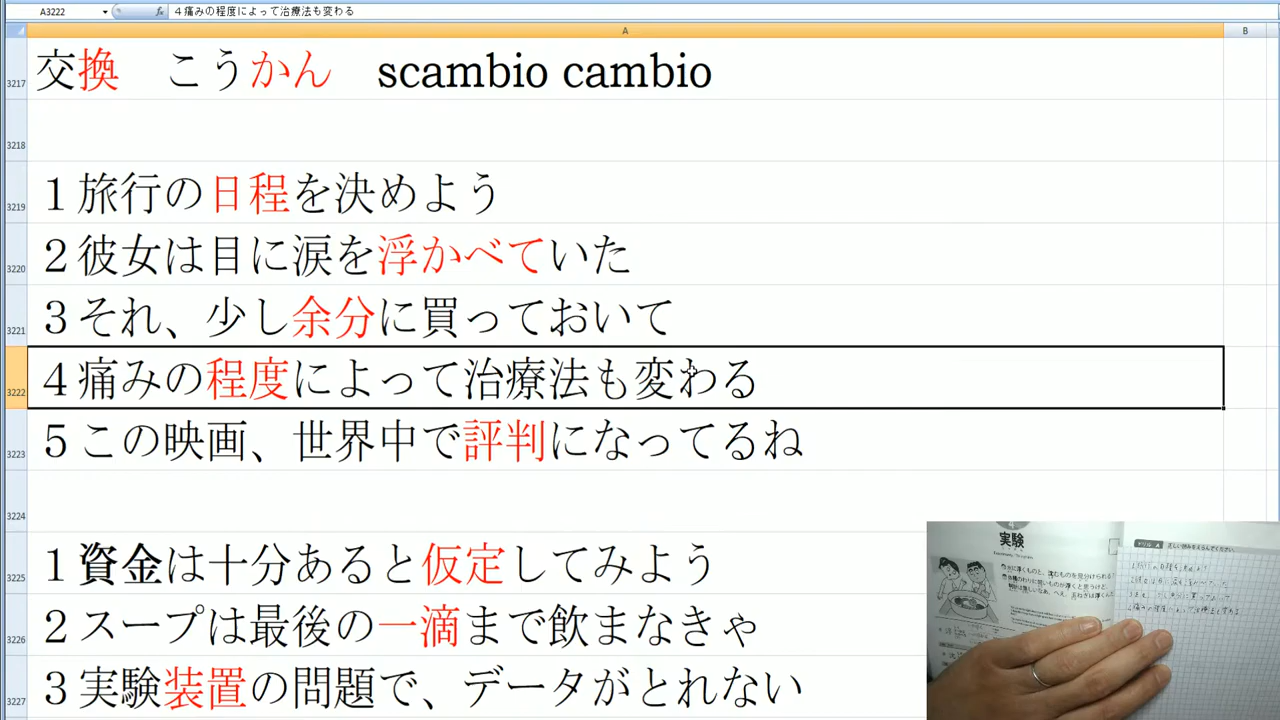 A3222 fx ４痛みの程度によって治療法も変わる
A B
3217 交換　こうかん　scambio cambio
3218
3219 １旅行の日程を決めよう
3220 ２彼女は目に涙を浮かべていた
3221 ３それ、少し余分に買っておいて
3222 ４痛みの程度によって治療法も変わる
3223 ５この映画、世界中で評判になってるね
3224
3225 １資金は十分あると仮定してみよう
3226 ２スープは最後の一滴まで飲まなきゃ
3227 ３実験装置の問題で、データがとれない
4
実験